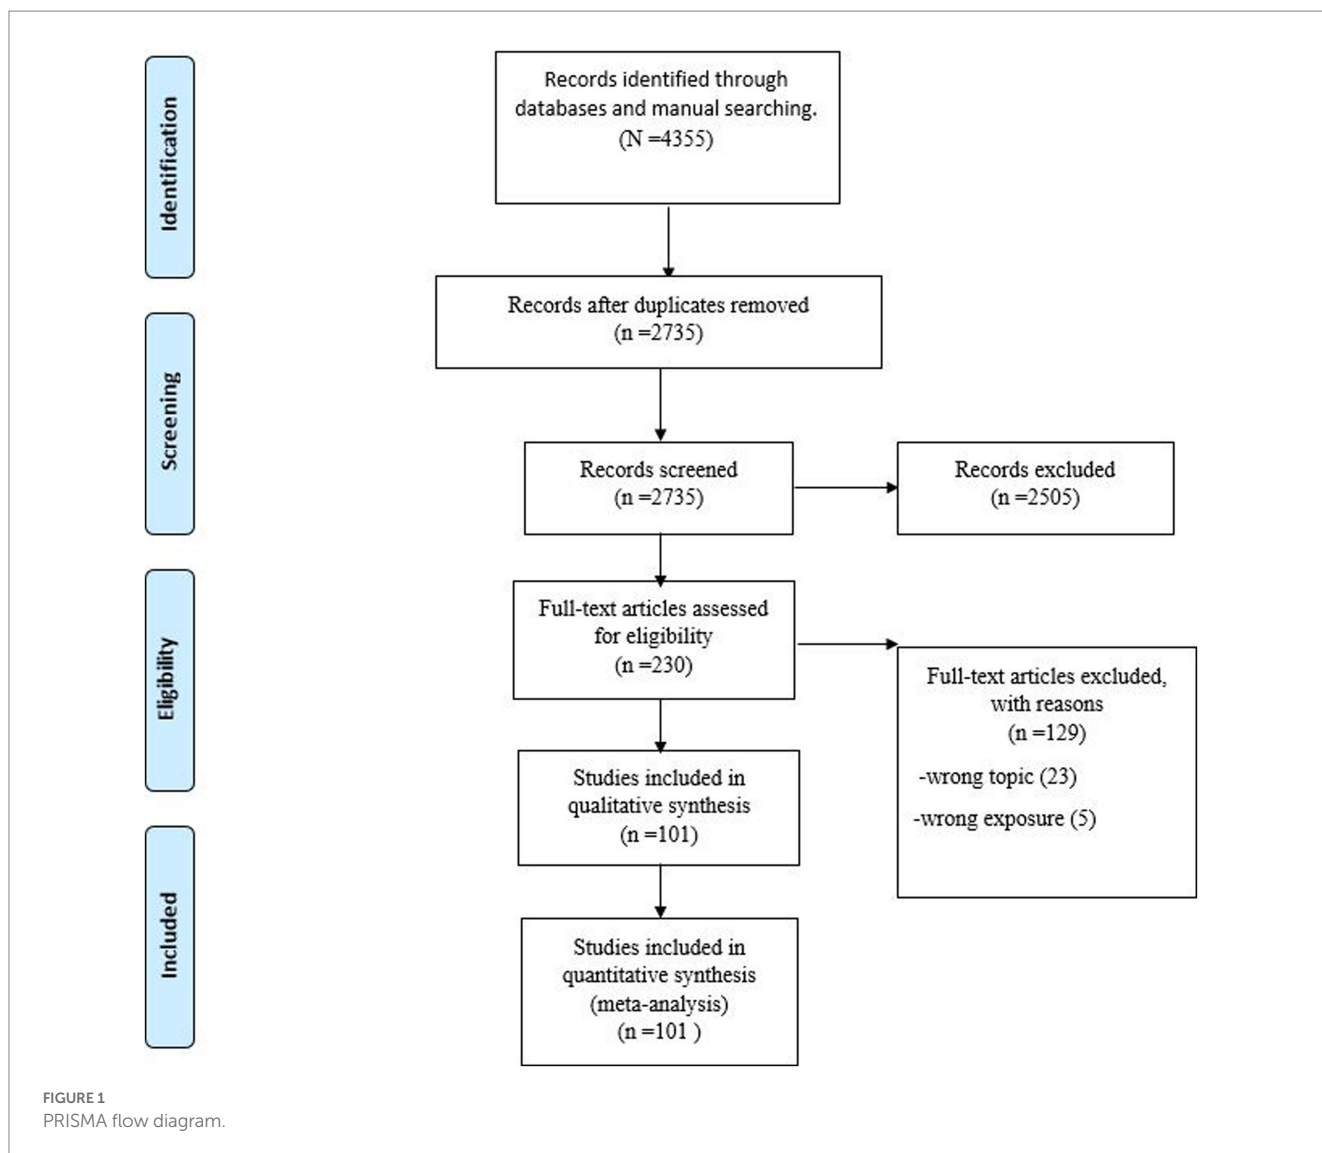 Identification
Records identified through
databases and manual searching.
(N =4355)
Records after duplicates removed
(n =2735)
Screening
Records screened
(n =2735)
Records excluded
(n =2505)
Eligibility
Full-text articles assessed
for eligibility
(n =230)
Full-text articles excluded,
with reasons
(n =129)
-wrong topic (23)
-wrong exposure (5)
Studies included in
qualitative synthesis
(n =101)
Included
Studies included in
quantitative synthesis
(meta-analysis)
(n =101 )
FIGURE 1
PRISMA flow diagram.